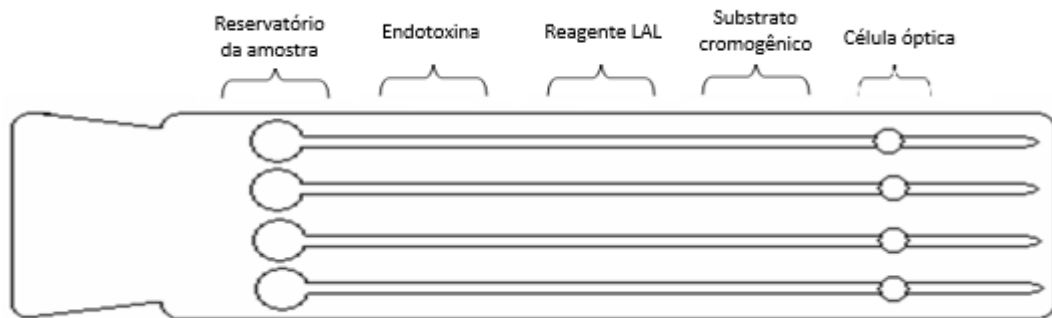 Reservatório
da amostra
Endotoxina
Reagente LAL
Substrato
cromogênico
Célula óptica